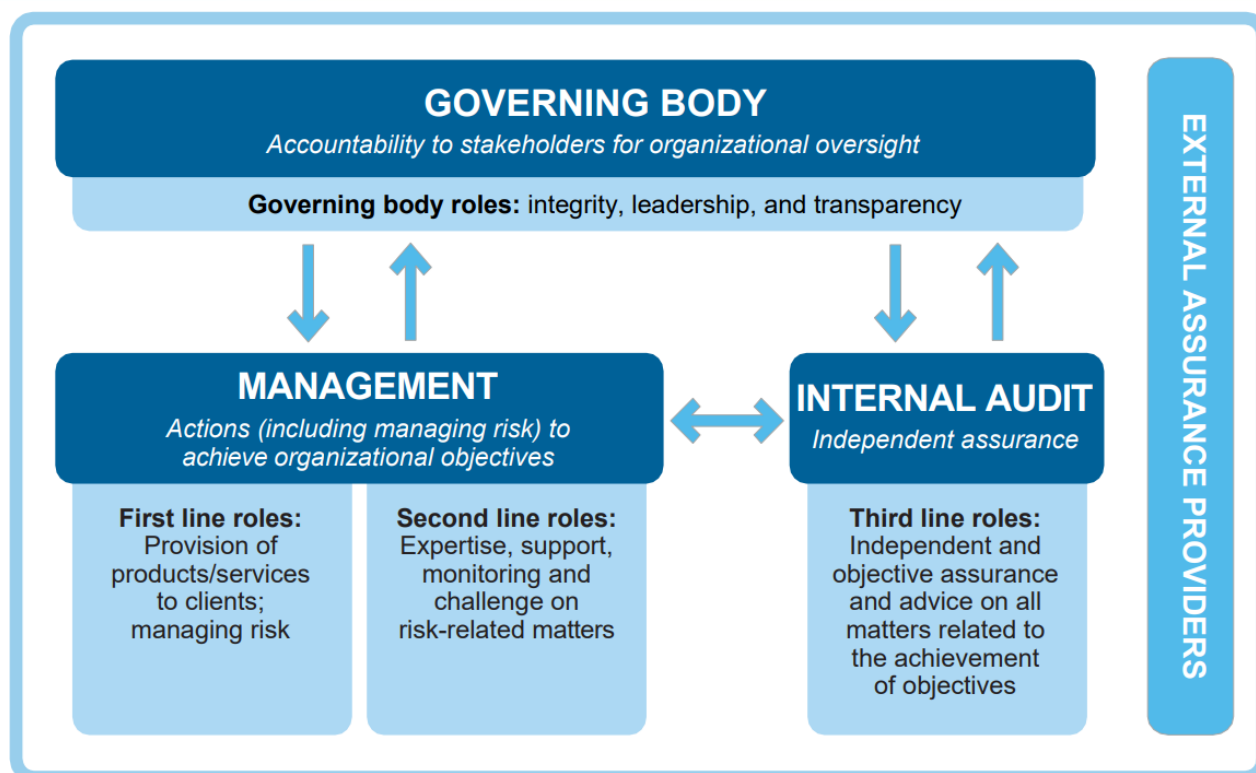 GOVERNING BODY
Accountability to stakeholders for organizational oversight
Governing body roles: integrity, leadership, and transparency
MANAGEMENT
Actions (including managing risk) to
achieve organizational objectives
First line roles:
Provision of
products/services
to clients;
managing risk
Second line roles:
Expertise, support,
monitoring and
challenge on
risk-related matters
INTERNAL AUDIT
Independent assurance
Third line roles:
Independent and
objective assurance
and advice on all
matters related to
the achievement
of objectives
EXTERNAL ASSURANCE PROVIDERS